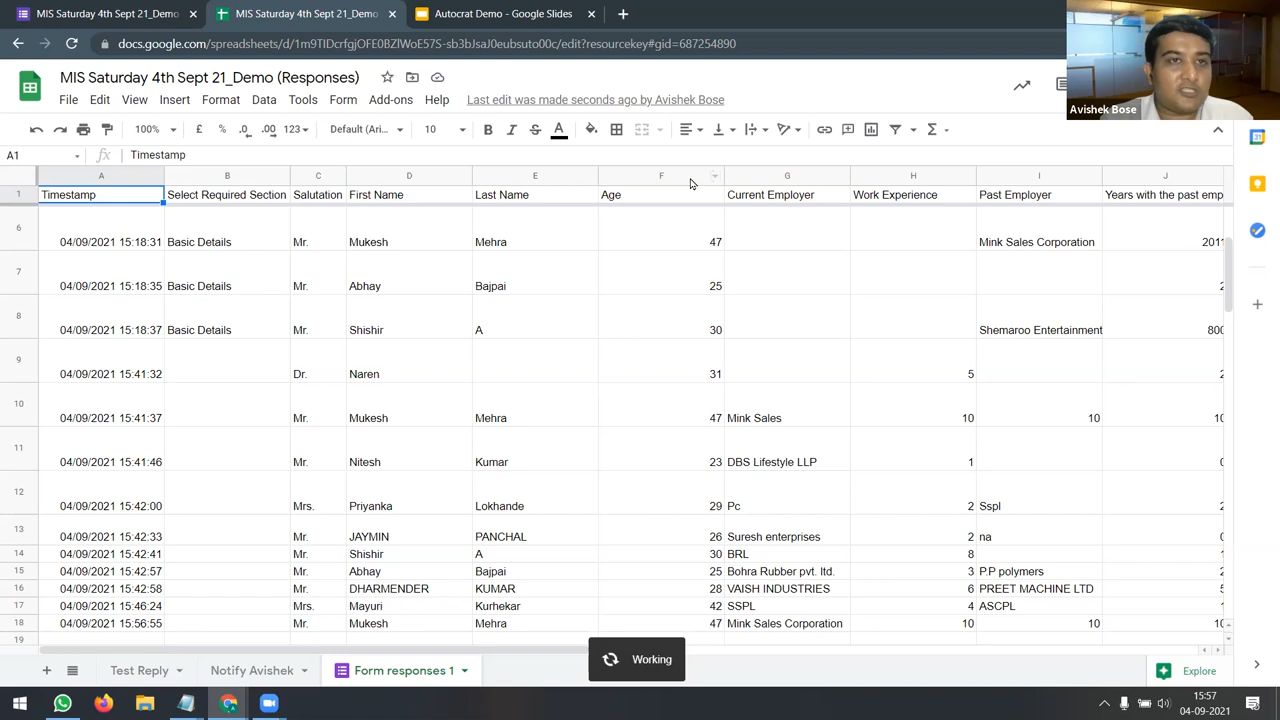 MIS Saturday 4th Sept 21_Demo
MIS Saturday 4th Sept 21_Demo
Autocrat Demo - Google Slides
docs.google.com/spreadsheets/d/1m9TIDcrfgjOFE0BZlWoE57S-sb3bJsaJ0eubsuto00c/edit?resourcekey#gid=687254890
MIS Saturday 4th Sept 21_Demo (Responses)
File Edit View Insert Format Data Tools Form Add-ons Help Last edit was made seconds ago by Avishek Bose
Avishek Bose
100% £ % .0 .00 123 Default (Ari... 10 B I S A
A1 fx Timestamp
A B C D E F G H I J
1 Timestamp Select Required Section Salutation First Name Last Name Age Current Employer Work Experience Past Employer Years with the past emp
6 04/09/2021 15:18:31 Basic Details Mr. Mukesh Mehra 47 Mink Sales Corporation 2011
7 04/09/2021 15:18:35 Basic Details Mr. Abhay Bajpai 25 2
8 04/09/2021 15:18:37 Basic Details Mr. Shishir A 30 Shemaroo Entertainment 800
9 04/09/2021 15:41:32 Dr. Naren 31 5 2
10 04/09/2021 15:41:37 Mr. Mukesh Mehra 47 Mink Sales 10 10 10
11 04/09/2021 15:41:46 Mr. Nitesh Kumar 23 DBS Lifestyle LLP 1 0
12 04/09/2021 15:42:00 Mrs. Priyanka Lokhande 29 Pc 2 Sspl 2
13 04/09/2021 15:42:33 Mr. JAYMIN PANCHAL 26 Suresh enterprises 2 na 0
14 04/09/2021 15:42:41 Mr. Shishir A 30 BRL 8 1
15 04/09/2021 15:42:57 Mr. Abhay Bajpai 25 Bohra Rubber pvt. ltd. 3 P.P polymers 2
16 04/09/2021 15:42:58 Mr. DHARMENDER KUMAR 28 VAISH INDUSTRIES 6 PREET MACHINE LTD 5
17 04/09/2021 15:46:24 Mrs. Mayuri Kurhekar 42 SSPL 4 ASCPL 1
18 04/09/2021 15:56:55 Mr. Mukesh Mehra 47 Mink Sales Corporation 10 10 10
19
Working
Test Reply Notify Avishek Form responses 1 Explore
15:57
04-09-2021